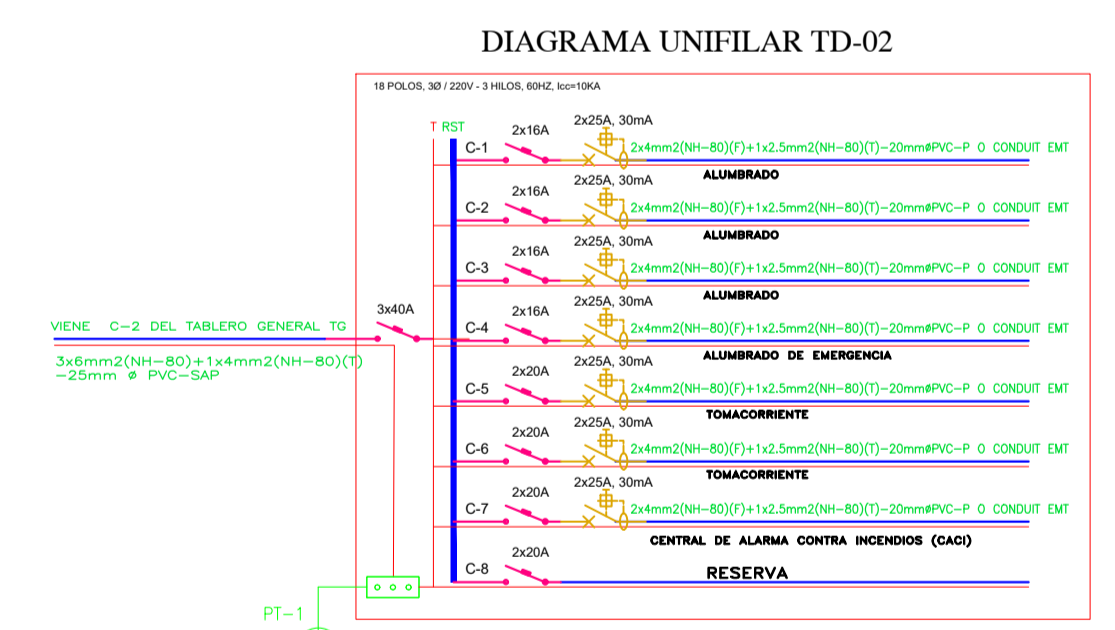 DIAGRAMA UNIFILAR TD-02
18 POLOS, 3Ø / 220V - 3 HILOS, 60HZ, Icc=10KA
T RST
C-1 2x16A 2x25A, 30mA 2x4mm2(NH-80)(F)+1x2.5mm2(NH-80)(T)-20mmøPVC-P O CONDUIT EMT
ALUMBRADO
C-2 2x16A 2x25A, 30mA 2x4mm2(NH-80)(F)+1x2.5mm2(NH-80)(T)-20mmøPVC-P O CONDUIT EMT
ALUMBRADO
C-3 2x16A 2x25A, 30mA 2x4mm2(NH-80)(F)+1x2.5mm2(NH-80)(T)-20mmøPVC-P O CONDUIT EMT
ALUMBRADO
3x40A
VIENE C-2 DEL TABLERO GENERAL TG
3x6mm2(NH-80)+1x4mm2(NH-80)(T)
-25mm ø PVC-SAP
C-4 2x16A 2x25A, 30mA 2x4mm2(NH-80)(F)+1x2.5mm2(NH-80)(T)-20mmøPVC-P O CONDUIT EMT
ALUMBRADO DE EMERGENCIA
C-5 2x20A 2x25A, 30mA 2x4mm2(NH-80)(F)+1x2.5mm2(NH-80)(T)-20mmøPVC-P O CONDUIT EMT
TOMACORRIENTE
C-6 2x20A 2x25A, 30mA 2x4mm2(NH-80)(F)+1x2.5mm2(NH-80)(T)-20mmøPVC-P O CONDUIT EMT
TOMACORRIENTE
C-7 2x20A 2x25A, 30mA 2x4mm2(NH-80)(F)+1x2.5mm2(NH-80)(T)-20mmøPVC-P O CONDUIT EMT
CENTRAL DE ALARMA CONTRA INCENDIOS (CACI)
C-8 2x20A RESERVA
PT-1